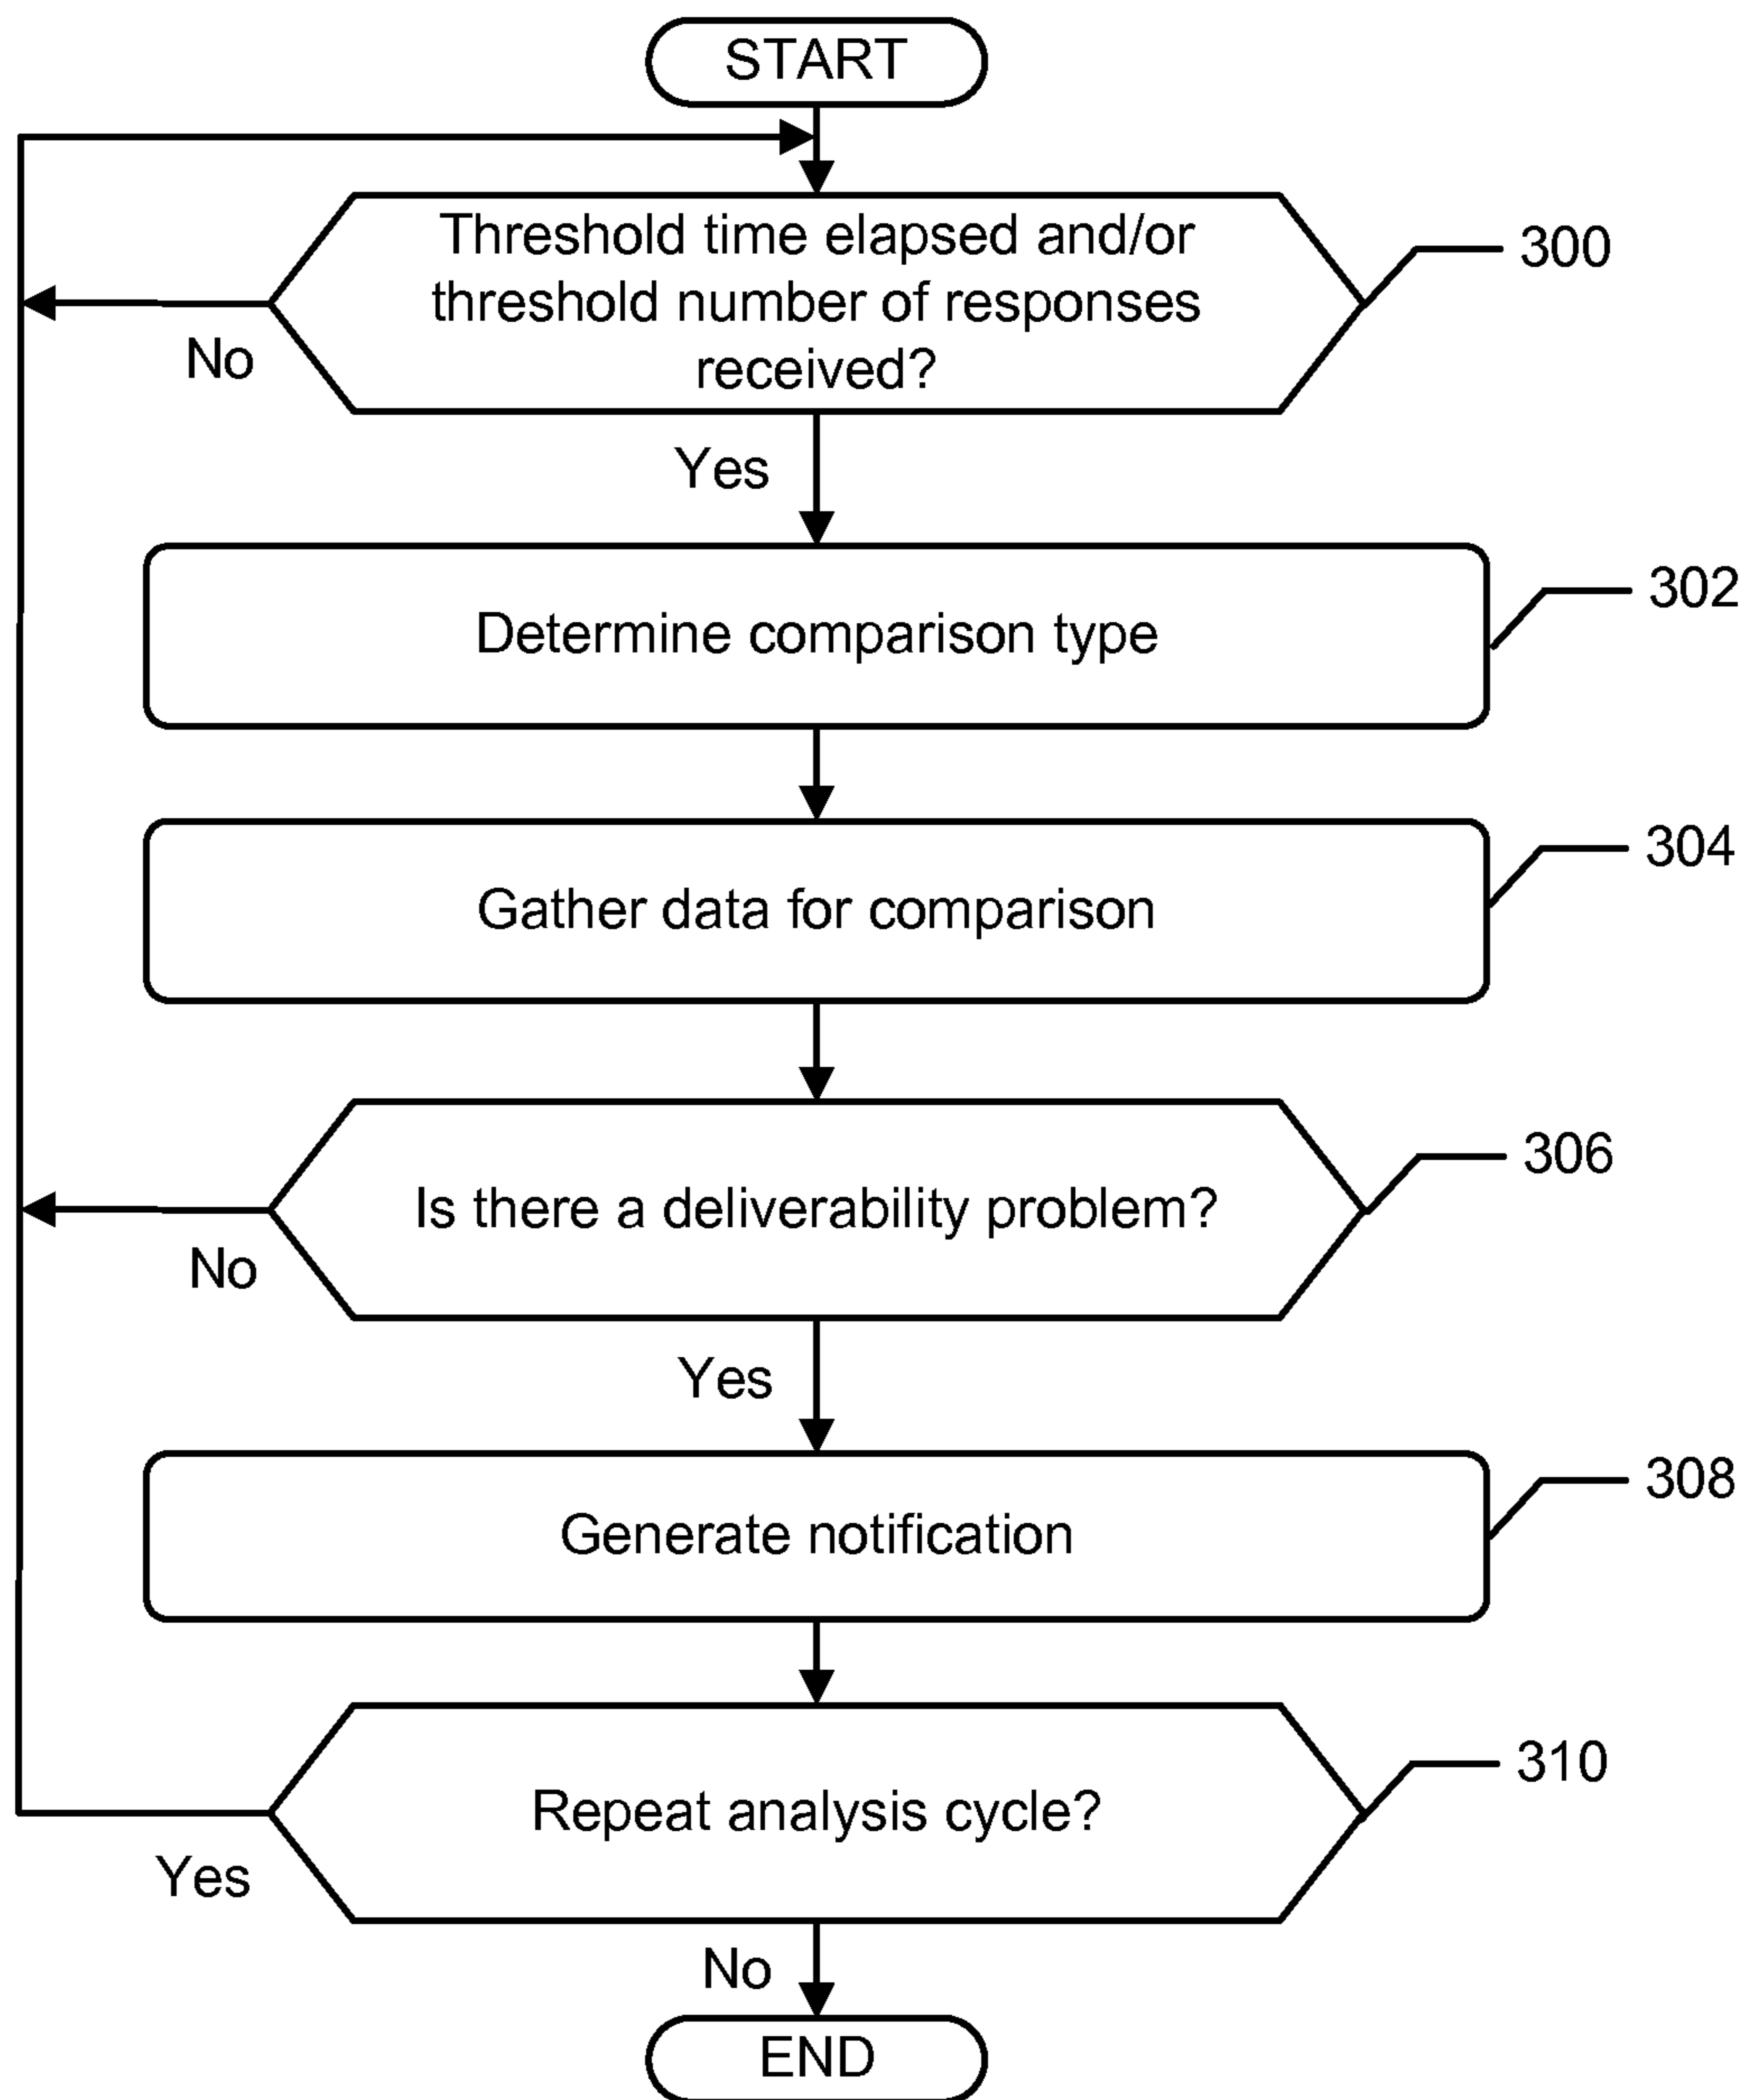 START
Threshold time elapsed and/or
threshold number of responses
received?
300
No
Yes
Determine comparison type
302
Gather data for comparison
304
Is there a deliverability problem?
306
No
Yes
Generate notification
308
Repeat analysis cycle?
310
Yes
No
END